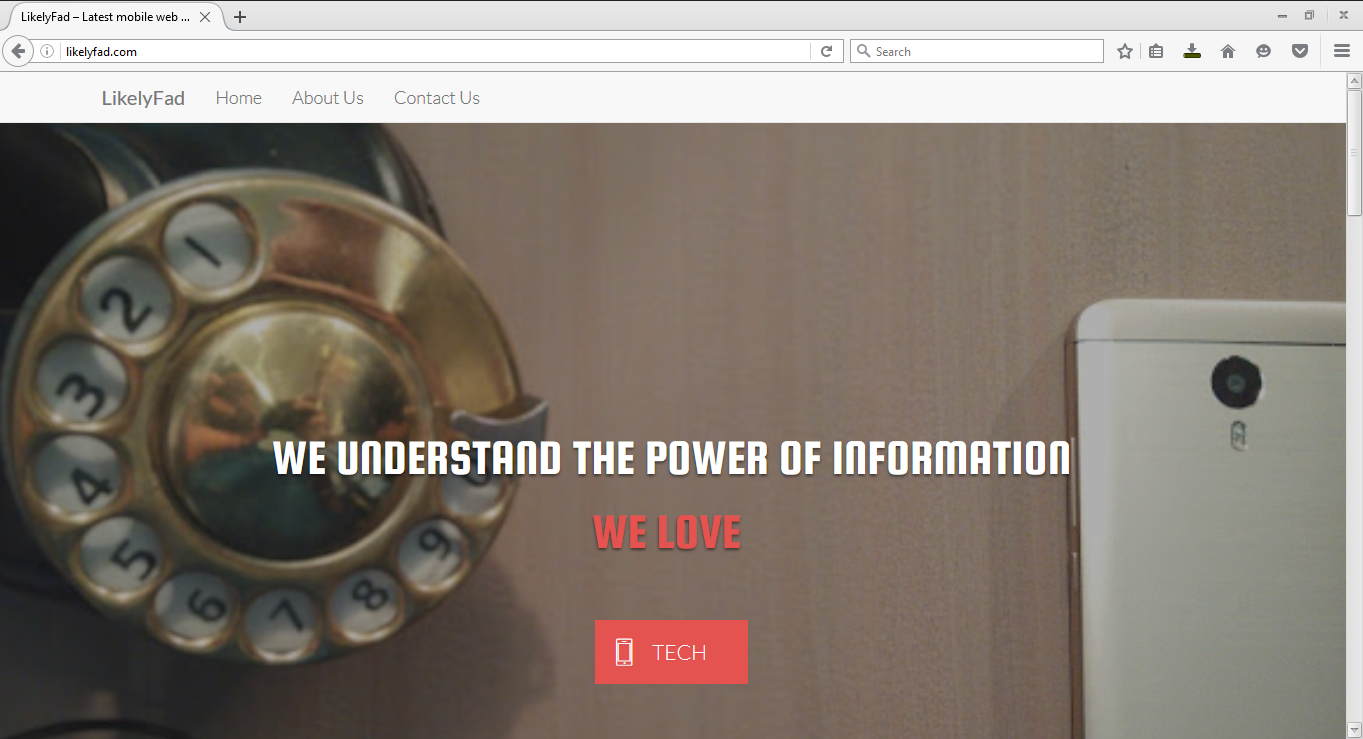 LikelyFad – Latest mobile web ...
likelyfad.com
Search
LikelyFad Home About Us Contact Us
1
2
3
4
5
6
7
8
9
WE UNDERSTAND THE POWER OF INFORMATION
WE LOVE
TECH